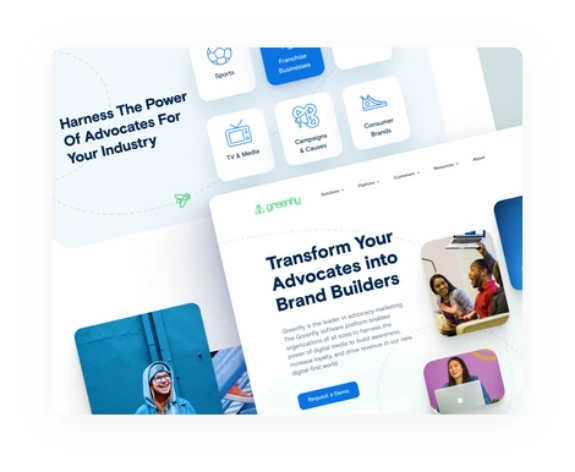 Harness The Power
Of Advocates For
Your Industry
Sports
Franchise
Businesses
TV & Media
Campaigns
& Causes
Consumer
Brands
greenfly
Solutions
Platform
Customers
Resources
About
Transform Your
Advocates into
Brand Builders
Greenfly is the leader in advocacy marketing.
The Greenfly software platform enables
organizations of all sizes to harness the
power of digital media to build awareness,
increase loyalty, and drive revenue in our new
digital-first world.
Request a Demo